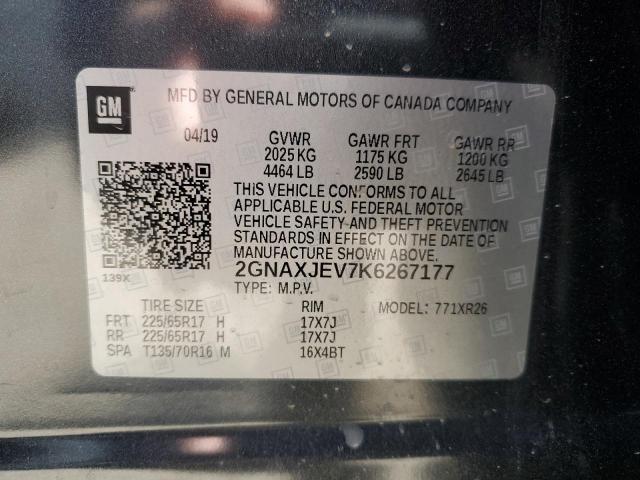 GM
MFD BY GENERAL MOTORS OF CANADA COMPANY
04/19 GVWR GAWR FRT GAWR RR
2025 KG 1175 KG 1200 KG
4464 LB 2590 LB 2645 LB
THIS VEHICLE CONFORMS TO ALL
APPLICABLE U.S. FEDERAL MOTOR
VEHICLE SAFETY AND THEFT PREVENTION
STANDARDS IN EFFECT ON THE DATE OF
MANUFACTURE SHOWN ABOVE.
139X 2GNAXJEV7K6267177
TYPE: M.P.V.
TIRE SIZE RIM MODEL: 771XR26
FRT 225/65R17 H 17X7J
RR 225/65R17 H 17X7J
SPA T135/70R16 M 16X4BT